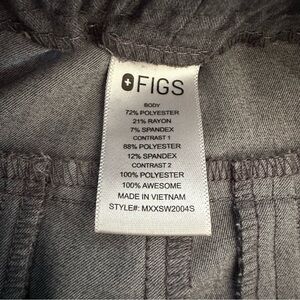 FIGS
BODY
72% POLYESTER
21% RAYON
7% SPANDEX
CONTRAST 1
88% POLYESTER
12% SPANDEX
CONTRAST 2
100% POLYESTER
100% AWESOME
MADE IN VIETNAM
STYLE#: MXXSW2004S